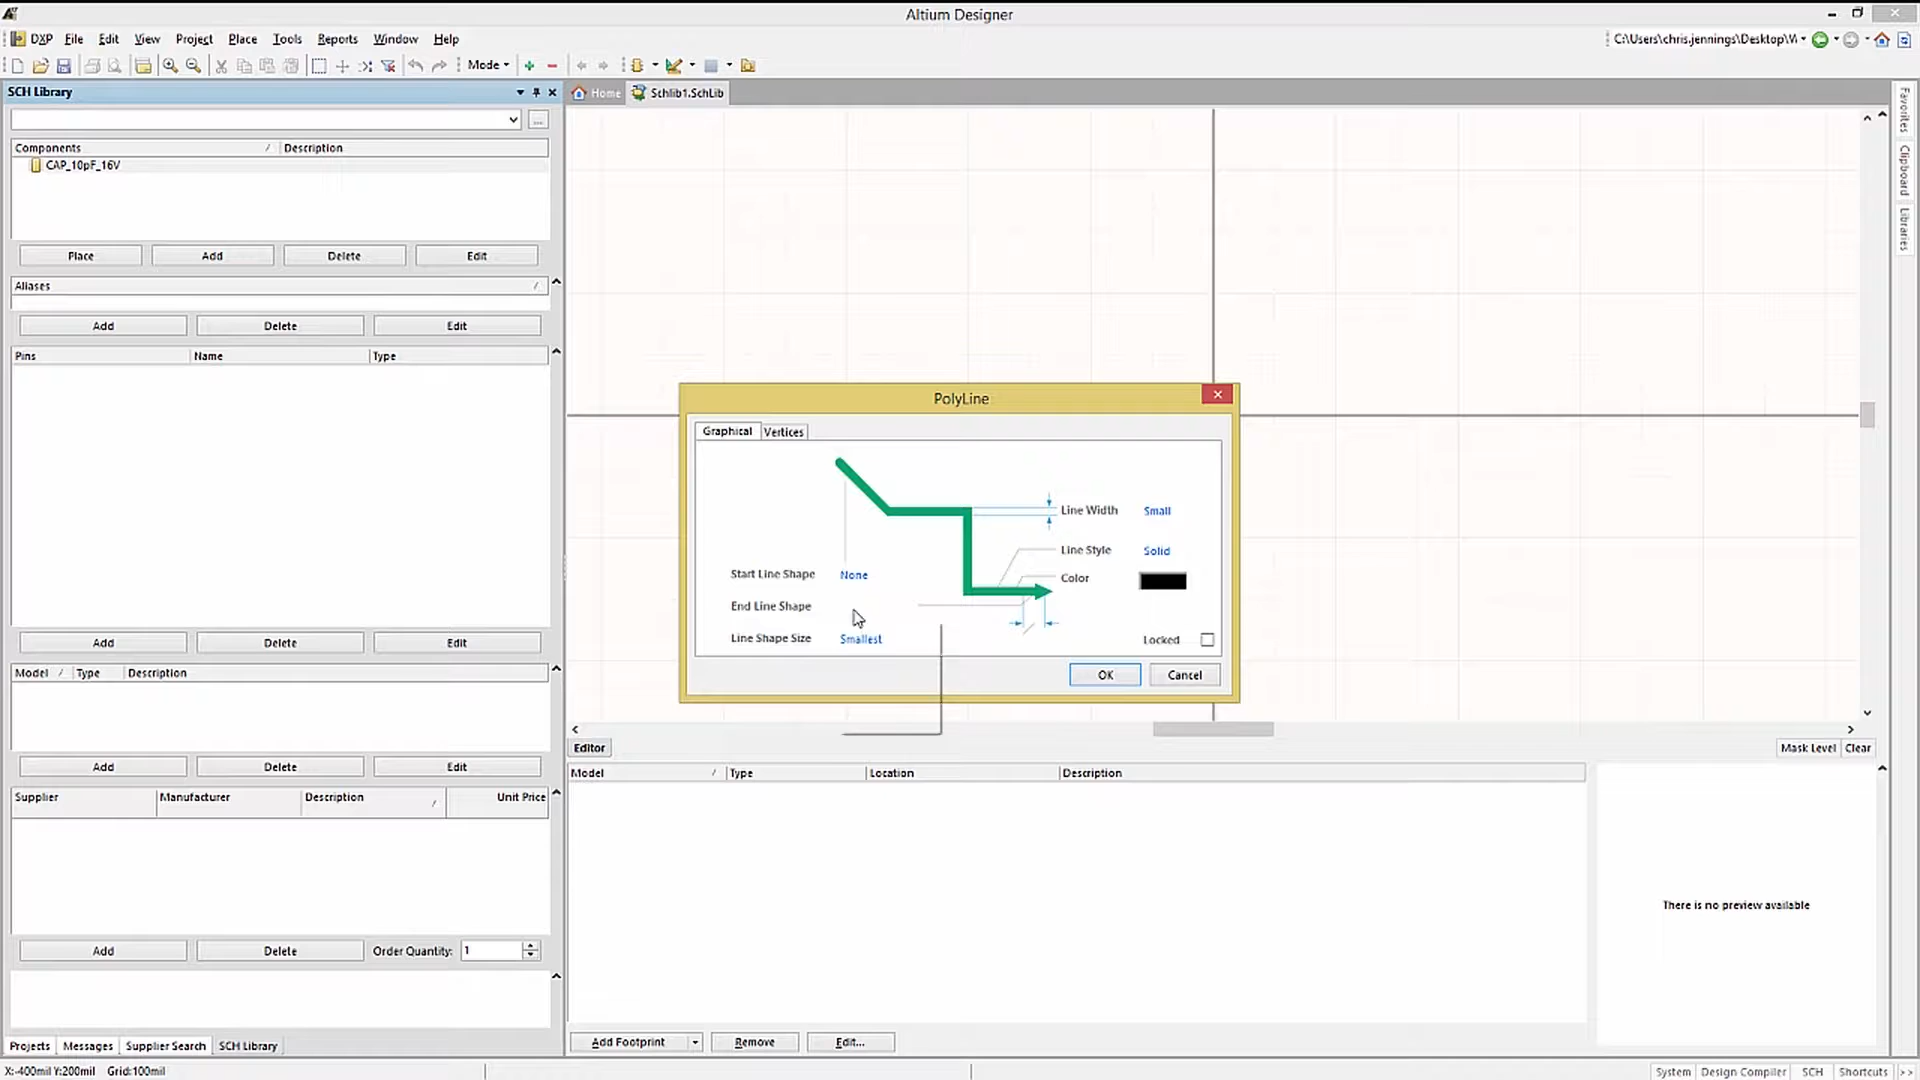 Altium Designer
DXP File Edit View Project Place Tools Reports Window Help
Mode
SCH Library
...
Components / Description
CAP_10pF_16V
Place Add Delete Edit
Aliases /
Add Delete Edit
Pins Name Type
Add Delete Edit
Model / Type Description
Add Delete Edit
Supplier Manufacturer Description / Unit Price
Add Delete Order Quantity: 1
Projects Messages Supplier Search SCH Library
X:-400mil Y:200mil Grid:100mil
Home Schlib1.SchLib
PolyLine
Graphical Vertices
Line Width Small
Line Style Solid
Color
Start Line Shape None
End Line Shape
Line Shape Size Smallest
Locked
OK Cancel
Editor Mask Level Clear
Model / Type Location Description
There is no preview available
Add Footprint Remove Edit...
Favorites
Clipboard
Libraries
System Design Compiler SCH Shortcuts >>